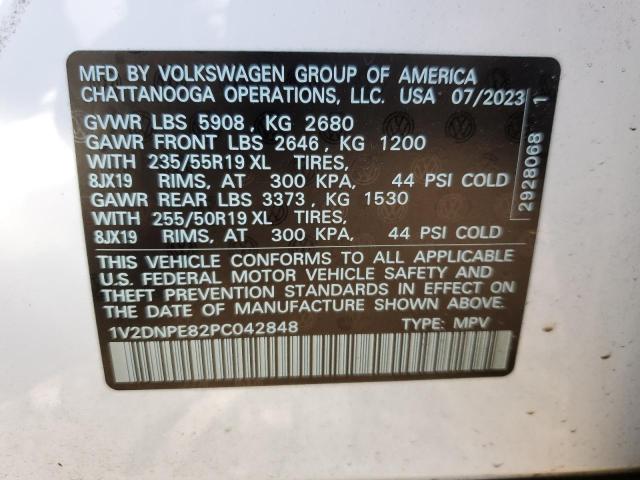 MFD BY VOLKSWAGEN GROUP OF AMERICA
CHATTANOOGA OPERATIONS, LLC. USA 07/2023
GVWR LBS 5908, KG 2680
GAWR FRONT LBS 2646, KG 1200
WITH 235/55R19 XL TIRES,
8JX19 RIMS, AT 300 KPA, 44 PSI COLD
GAWR REAR LBS 3373, KG 1530
WITH 255/50R19 XL TIRES,
8JX19 RIMS, AT 300 KPA, 44 PSI COLD
THIS VEHICLE CONFORMS TO ALL APPLICABLE
U.S. FEDERAL MOTOR VEHICLE SAFETY AND
THEFT PREVENTION STANDARDS IN EFFECT ON
THE DATE OF MANUFACTURE SHOWN ABOVE.
1V2DNPE82PC042848 TYPE: MPV
2928068 1